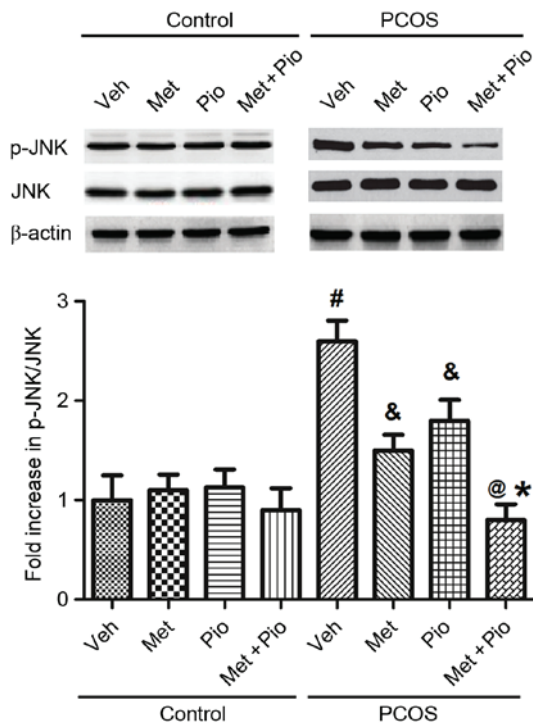 Control PCOS
Veh Met Pio Met + Pio Veh Met Pio Met + Pio
p-JNK
JNK
β-actin
Fold increase in p-JNK/JNK
3
2
1
0
#
&
&
@ *
Veh Met Pio Met + Pio Veh Met Pio Met + Pio
Control PCOS